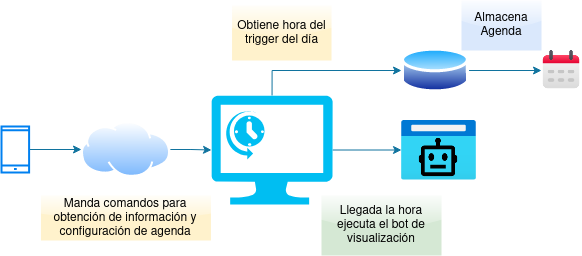 Obtiene hora del
trigger del día
Almacena
Agenda
Manda comandos para
obtención de información y
configuración de agenda
Llegada la hora
ejecuta el bot de
visualización